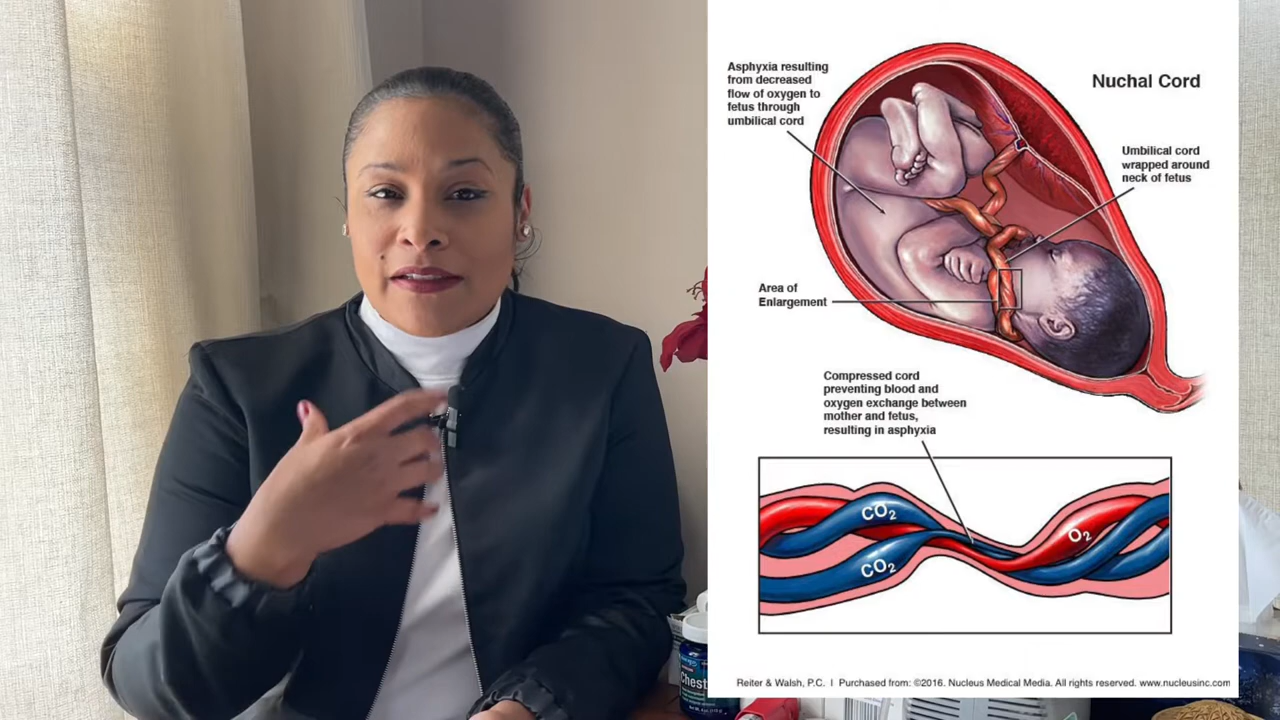 Nuchal Cord
Asphyxia resulting
from decreased
flow of oxygen to
fetus through
umbilical cord
Umbilical cord
wrapped around
neck of fetus
Area of
Enlargement
Compressed cord
preventing blood and
oxygen exchange between
mother and fetus,
resulting in asphyxia
CO₂
O₂
CO₂
Chest
Reiter & Walsh, P.C. I Purchased from: ©2016. Nucleus Medical Media. All rights reserved. www.nucleusinc.com